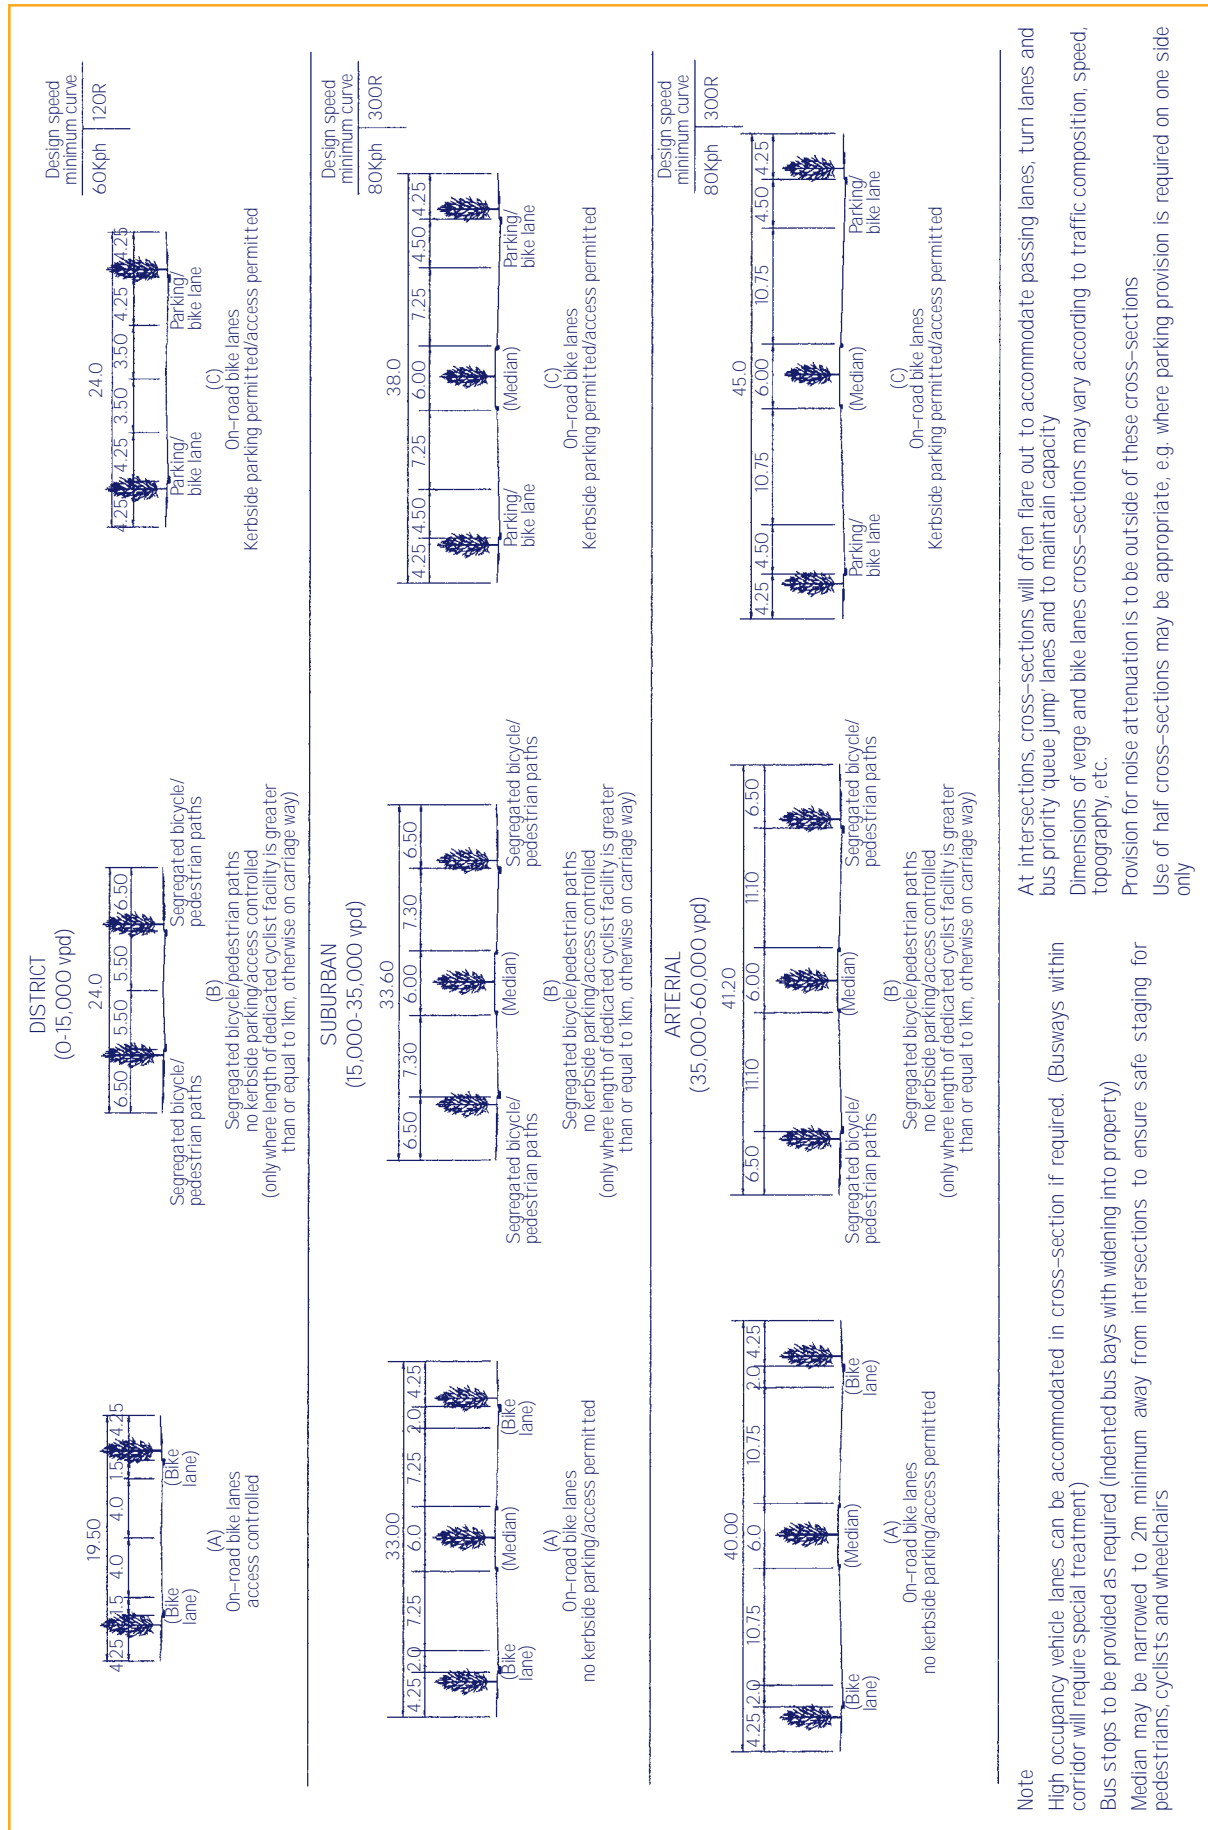 DISTRICT
(0-15,000 vpd)
Design speed
minimum curve
60Kph 120R
19.50
4.25 1.5 4.0 4.0 1.5 4.25
(Bike
lane)
(Bike
lane)
(A)
On-road bike lanes
access controlled
24.0
6.50 5.50 5.50 6.50
Segregated bicycle/
pedestrian paths
Segregated bicycle/
pedestrian paths
(B)
Segregated bicycle/pedestrian paths
no kerbside parking/access controlled
(only where length of dedicated cyclist facility is greater
than or equal to 1km, otherwise on carriage way)
24.0
4.25 4.25 3.50 3.50 4.25 4.25
Parking/
bike lane
Parking/
bike lane
(C)
On-road bike lanes
Kerbside parking permitted/access permitted
SUBURBAN
(15,000-35,000 vpd)
Design speed
minimum curve
80Kph 300R
33.00
4.25 2.0 7.25 6.0 7.25 2.0 4.25
(Bike
lane)
(Median)
(Bike
lane)
(A)
On-road bike lanes
no kerbside parking/access permitted
33.60
6.50 7.30 6.00 7.30 6.50
Segregated bicycle/
pedestrian paths
(Median)
Segregated bicycle/
pedestrian paths
(B)
Segregated bicycle/pedestrian paths
no kerbside parking/access controlled
(only where length of dedicated cyclist facility is greater
than or equal to 1km, otherwise on carriage way)
38.0
4.25 4.50 7.25 6.00 7.25 4.50 4.25
Parking/
bike lane
(Median)
Parking/
bike lane
(C)
On-road bike lanes
Kerbside parking permitted/access permitted
ARTERIAL
(35,000-60,000 vpd)
Design speed
minimum curve
80Kph 300R
40.00
4.25 2.0 10.75 6.0 10.75 2.0 4.25
(Bike
lane)
(Median)
(Bike
lane)
(A)
On-road bike lanes
no kerbside parking/access permitted
41.20
6.50 11.10 6.00 11.10 6.50
Segregated bicycle/
pedestrian paths
(Median)
Segregated bicycle/
pedestrian paths
(B)
Segregated bicycle/pedestrian paths
no kerbside parking/access controlled
(only where length of dedicated cyclist facility is greater
than or equal to 1km, otherwise on carriage way)
45.0
4.25 4.50 10.75 6.00 10.75 4.50 4.25
Parking/
bike lane
(Median)
Parking/
bike lane
(C)
On-road bike lanes
Kerbside parking permitted/access permitted
Note
High occupancy vehicle lanes can be accommodated in cross-section if required. (Busways within
corridor will require special treatment)
Bus stops to be provided as required (indented bus bays with widening into property)
Median may be narrowed to 2m minimum away from intersections to ensure safe staging for
pedestrians, cyclists and wheelchairs
At intersections, cross-sections will often flare out to accommodate passing lanes, turn lanes and
bus priority 'queue jump' lanes and to maintain capacity
Dimensions of verge and bike lanes cross-sections may vary according to traffic composition, speed,
topography, etc.
Provision for noise attenuation is to be outside of these cross-sections
Use of half cross-sections may be appropriate, e.g. where parking provision is required on one side
only